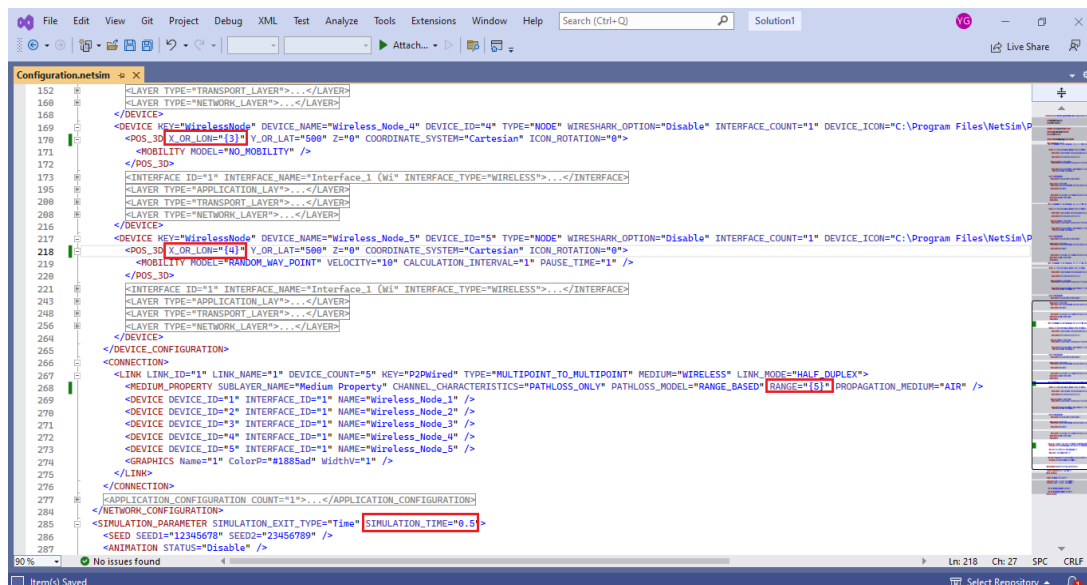 File Edit View Git Project Debug XML Test Analyze Tools Extensions Window Help Search (Ctrl+Q) Solution1 YG
Attach... Live Share
Configuration.netsim
152 <LAYER TYPE="TRANSPORT_LAYER">...</LAYER>
160 <LAYER TYPE="NETWORK_LAYER">...</LAYER>
168 </DEVICE>
169 <DEVICE KEY="WirelessNode" DEVICE_NAME="Wireless_Node_4" DEVICE_ID="4" TYPE="NODE" WIRESHARK_OPTION="Disable" INTERFACE_COUNT="1" DEVICE_ICON="C:\Program Files\NetSim\P
170 <POS_3D X_OR_LON="{3}" Y_OR_LAT="500" Z="0" COORDINATE_SYSTEM="Cartesian" ICON_ROTATION="0">
171 <MOBILITY MODEL="NO_MOBILITY" />
172 </POS_3D>
173 <INTERFACE ID="1" INTERFACE_NAME="Interface_1 (Wi" INTERFACE_TYPE="WIRELESS">...</INTERFACE>
195 <LAYER TYPE="APPLICATION_LAY">...</LAYER>
200 <LAYER TYPE="TRANSPORT_LAYER">...</LAYER>
208 <LAYER TYPE="NETWORK_LAYER">...</LAYER>
216 </DEVICE>
217 <DEVICE KEY="WirelessNode" DEVICE_NAME="Wireless_Node_5" DEVICE_ID="5" TYPE="NODE" WIRESHARK_OPTION="Disable" INTERFACE_COUNT="1" DEVICE_ICON="C:\Program Files\NetSim\P
218 <POS_3D X_OR_LON="{4}" Y_OR_LAT="500" Z="0" COORDINATE_SYSTEM="Cartesian" ICON_ROTATION="0">
219 <MOBILITY MODEL="RANDOM_WAY_POINT" VELOCITY="10" CALCULATION_INTERVAL="1" PAUSE_TIME="1" />
220 </POS_3D>
221 <INTERFACE ID="1" INTERFACE_NAME="Interface_1 (Wi" INTERFACE_TYPE="WIRELESS">...</INTERFACE>
243 <LAYER TYPE="APPLICATION_LAY">...</LAYER>
248 <LAYER TYPE="TRANSPORT_LAYER">...</LAYER>
256 <LAYER TYPE="NETWORK_LAYER">...</LAYER>
264 </DEVICE>
265 </DEVICE_CONFIGURATION>
266 <CONNECTION>
267 <LINK LINK_ID="1" LINK_NAME="1" DEVICE_COUNT="5" KEY="P2PWired" TYPE="MULTIPOINT_TO_MULTIPOINT" MEDIUM="WIRELESS" LINK_MODE="HALF_DUPLEX">
268 <MEDIUM_PROPERTY SUBLAYER_NAME="Medium Property" CHANNEL_CHARACTERISTICS="PATHLOSS_ONLY" PATHLOSS_MODEL="RANGE_BASED" RANGE="{5}" PROPAGATION_MEDIUM="AIR" />
269 <DEVICE DEVICE_ID="1" INTERFACE_ID="1" NAME="Wireless_Node_1" />
270 <DEVICE DEVICE_ID="2" INTERFACE_ID="1" NAME="Wireless_Node_2" />
271 <DEVICE DEVICE_ID="3" INTERFACE_ID="1" NAME="Wireless_Node_3" />
272 <DEVICE DEVICE_ID="4" INTERFACE_ID="1" NAME="Wireless_Node_4" />
273 <DEVICE DEVICE_ID="5" INTERFACE_ID="1" NAME="Wireless_Node_5" />
274 <GRAPHICS Name="1" ColorP="#1885ad" WidthV="1" />
275 </LINK>
276 </CONNECTION>
277 <APPLICATION_CONFIGURATION COUNT="1">...</APPLICATION_CONFIGURATION>
284 </NETWORK_CONFIGURATION>
285 <SIMULATION_PARAMETER SIMULATION_EXIT_TYPE="Time" SIMULATION_TIME="0.5">
286 <SEED SEED1="12345678" SEED2="23456789" />
287 <ANIMATION STATUS="Disable" />
90 % No issues found Ln: 218 Ch: 27 SPC CRLF
Item(s) Saved Select Repository